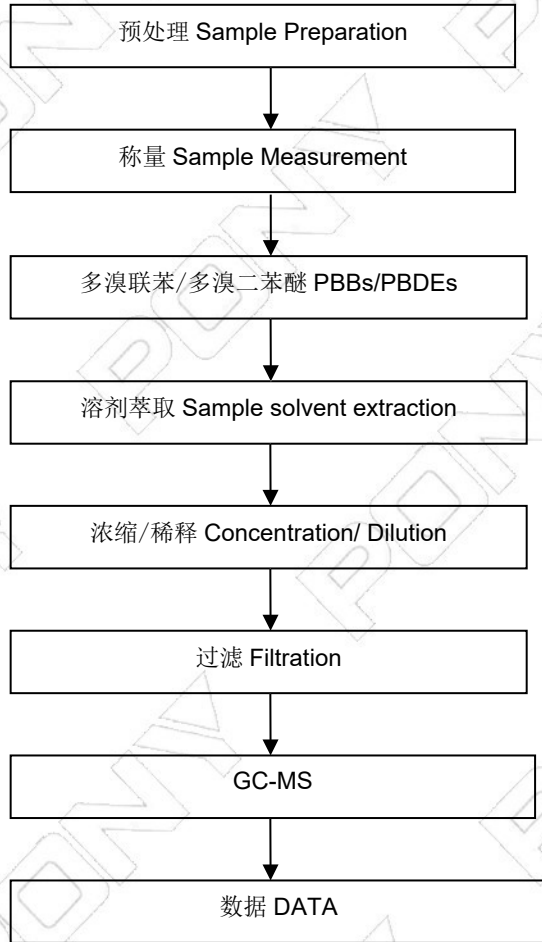 预处理 Sample Preparation
称量 Sample Measurement
多溴联苯/多溴二苯醚 PBBs/PBDEs
溶剂萃取 Sample solvent extraction
浓缩/稀释 Concentration/ Dilution
过滤 Filtration
GC-MS
数据 DATA
PONY